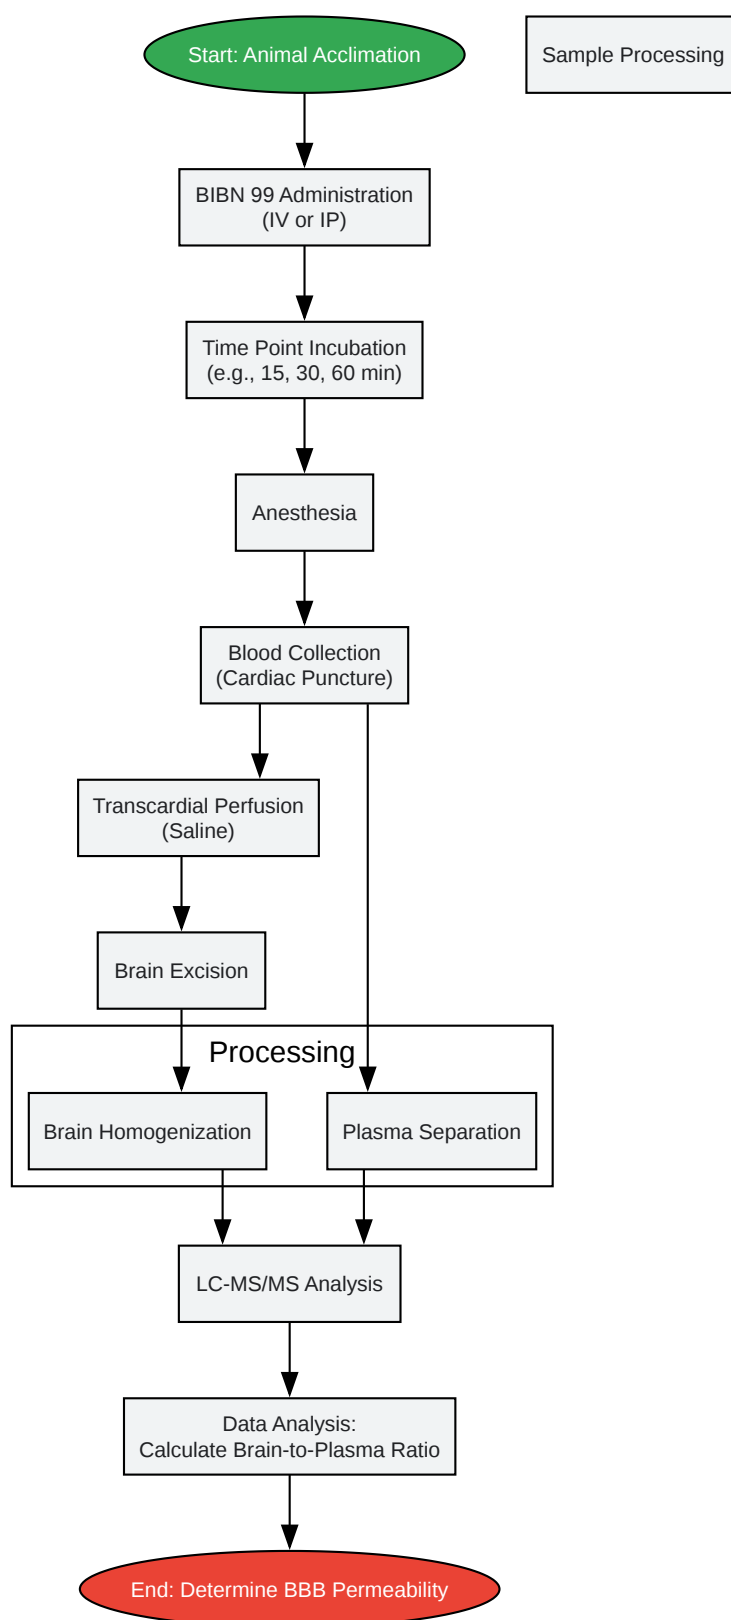 Start: Animal Acclimation
Sample Processing
BIBN 99 Administration
(IV or IP)
Time Point Incubation
(e.g., 15, 30, 60 min)
Anesthesia
Blood Collection
(Cardiac Puncture)
Transcardial Perfusion
(Saline)
Brain Excision
Processing
Brain Homogenization
Plasma Separation
LC-MS/MS Analysis
Data Analysis:
Calculate Brain-to-Plasma Ratio
End: Determine BBB Permeability